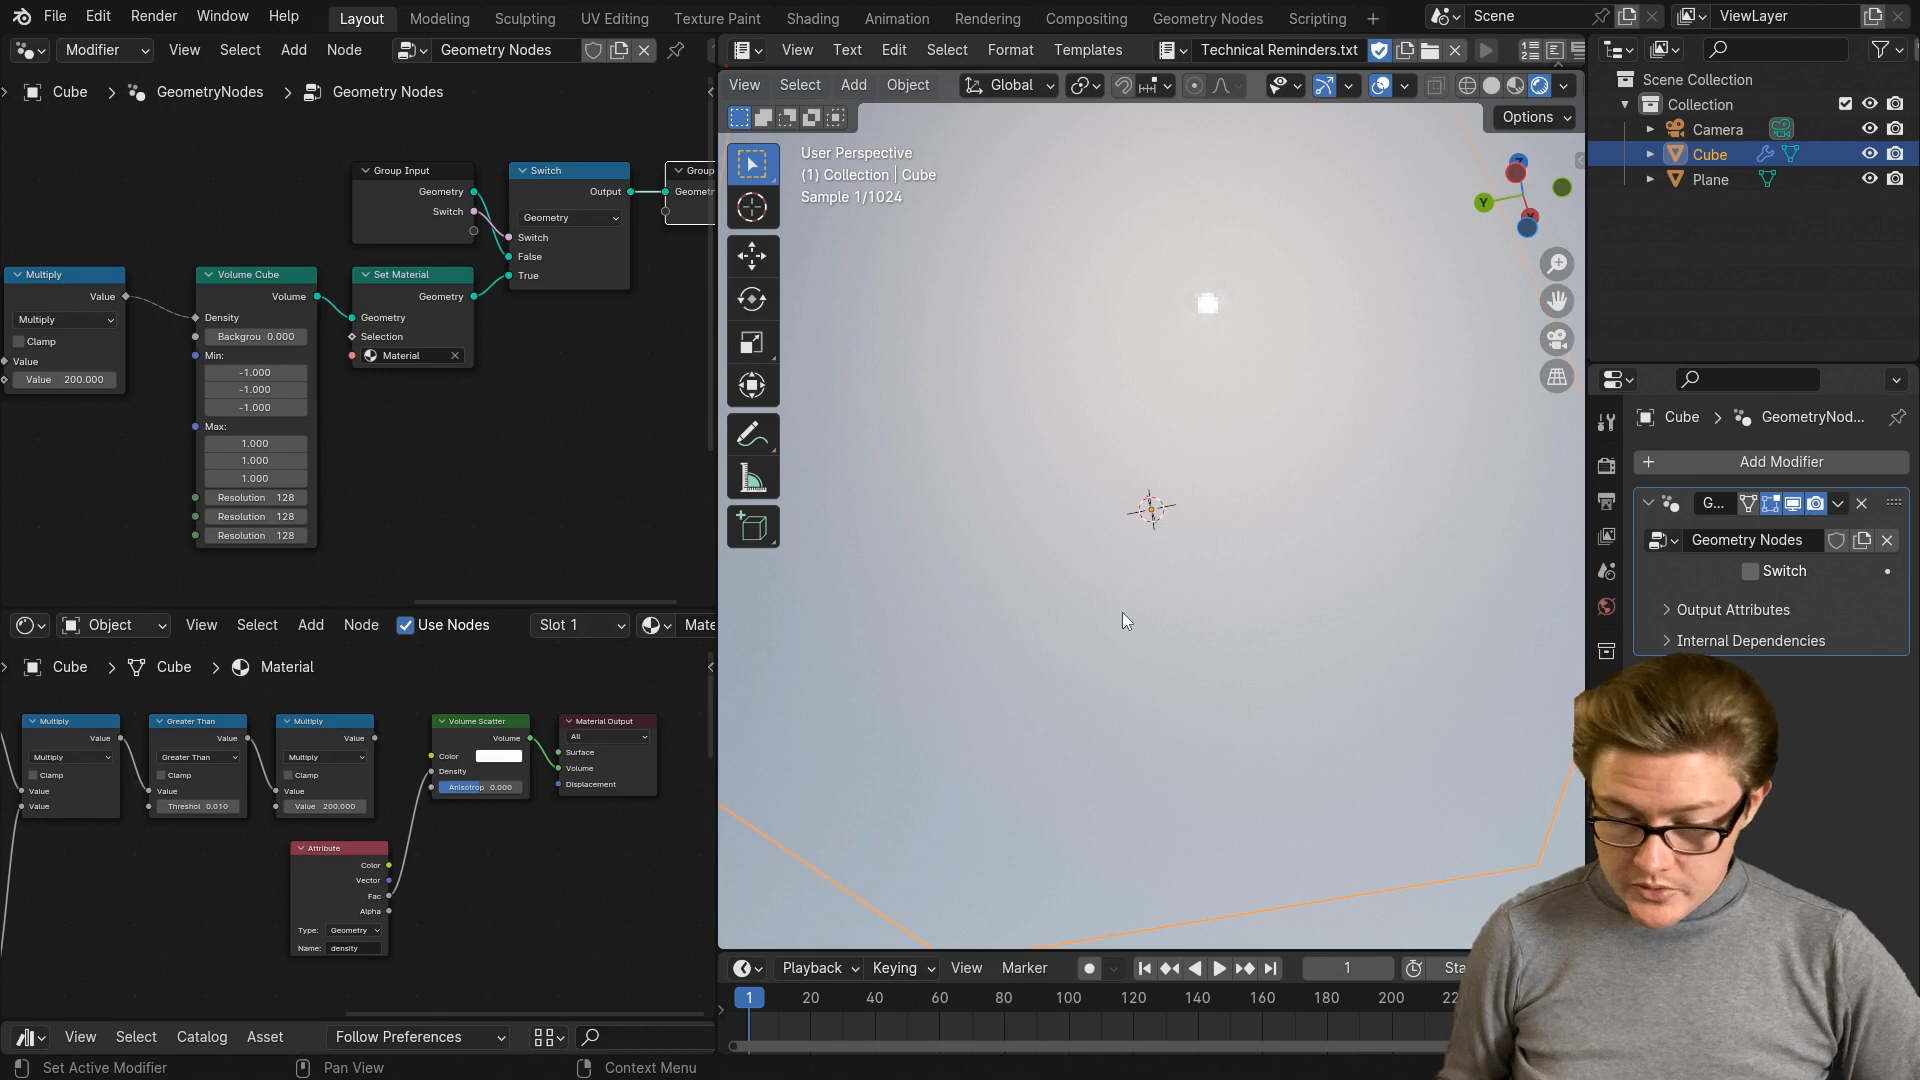 File Edit Render Window Help Layout Modeling Sculpting UV Editing Texture Paint Shading Animation Rendering Compositing Geometry Nodes Scripting Scene ViewLayer
Modifier View Select Add Node Geometry Nodes
View Text Edit Select Format Templates Technical Reminders.txt
Cube GeometryNodes Geometry Nodes
View Select Add Object Global
Options
User Perspective
(1) Collection | Cube
Sample 1/1024
Z
Y
Group Input
Geometry
Switch
Switch
Output
Geometry
Switch
False
True
Group
Geometr
Multiply
Value
Multiply
Clamp
Value
Value 200.000
Volume Cube
Volume
Density
Backgrou 0.000
Min:
-1.000
-1.000
-1.000
Max:
1.000
1.000
1.000
Resolution 128
Resolution 128
Resolution 128
Set Material
Geometry
Geometry
Selection
Material
Scene Collection
Collection
Camera
Cube
Plane
Cube GeometryNod...
Add Modifier
G...
Geometry Nodes
Switch
Output Attributes
Internal Dependencies
Object View Select Add Node Use Nodes Slot 1 Mate
Cube Cube Material
Multiply
Value
Multiply
Clamp
Value
Value
Greater Than
Value
Greater Than
Clamp
Value
Threshol 0.010
Multiply
Value
Multiply
Clamp
Value
Value 200.000
Attribute
Color
Vector
Fac
Alpha
Type: Geometry
Name: density
Volume Scatter
Volume
Color
Density
Anisotrop 0.000
Material Output
All
Surface
Volume
Displacement
Playback Keying View Marker 1 Sta
1 20 40 60 80 100 120 140 160 180 200 22
View Select Catalog Asset Follow Preferences
Set Active Modifier Pan View Context Menu